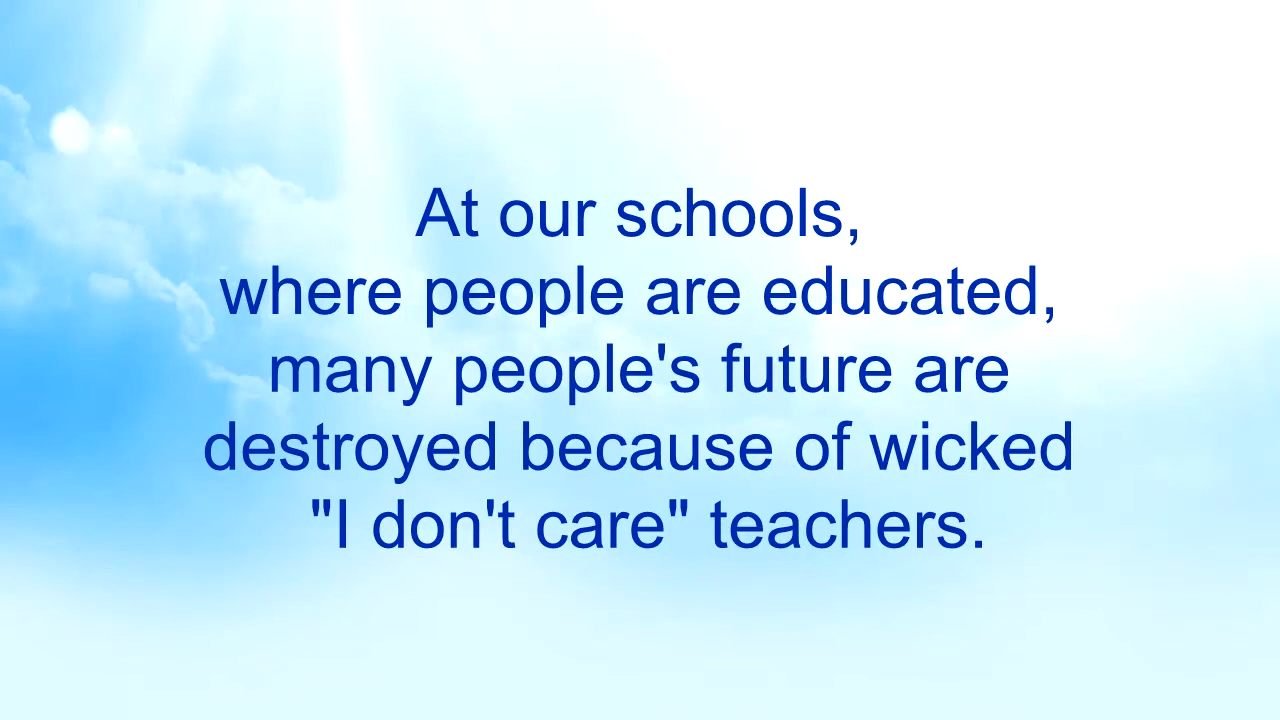 At our schools,
where people are educated,
many people's future are
destroyed because of wicked
"I don't care" teachers.